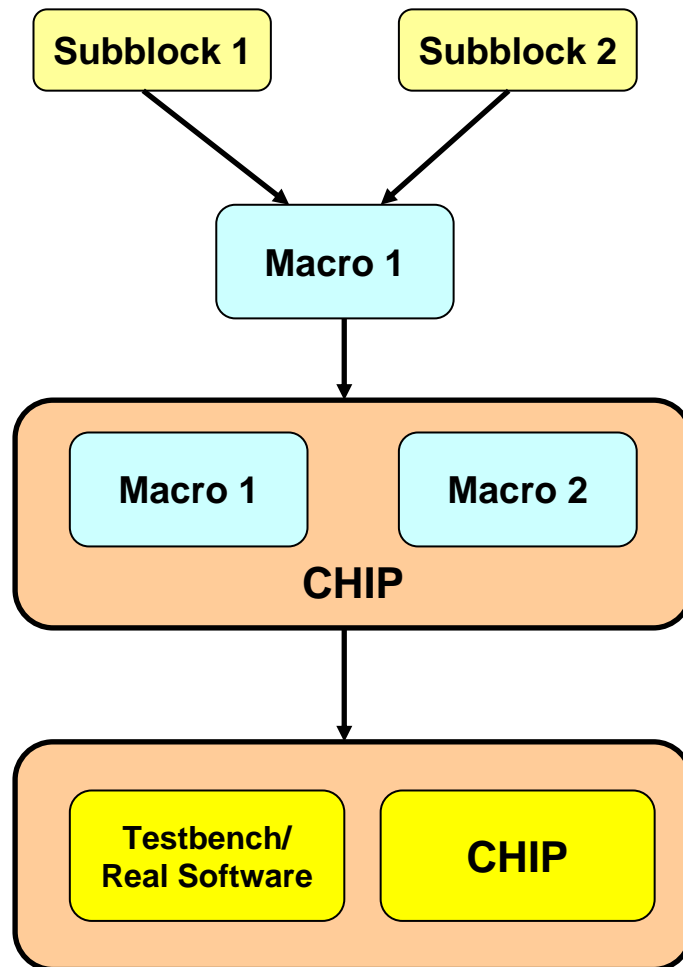 Subblock 1
Subblock 2
Macro 1
Macro 1
Macro 2
CHIP
Testbench/
Real Software
CHIP